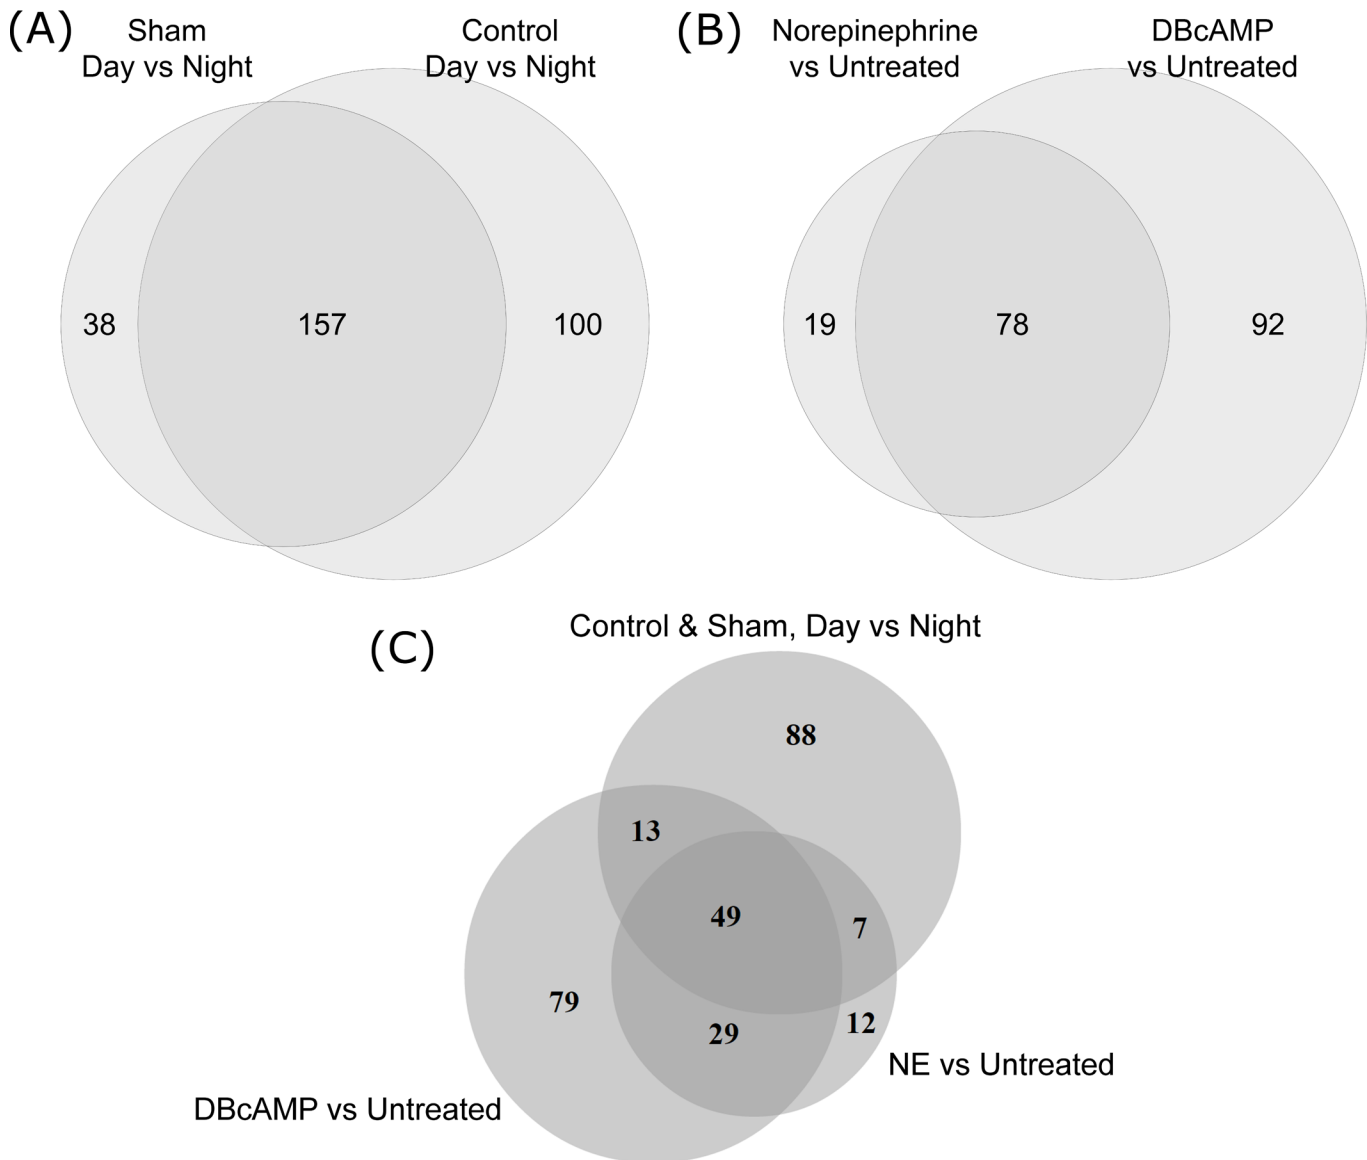 (A)
Sham
Day vs Night
Control
Day vs Night
38
157
100
(B)
Norepinephrine
vs Untreated
DBcAMP
vs Untreated
19
78
92
(C)
Control & Sham, Day vs Night
88
13
49
7
79
29
12
NE vs Untreated
DBcAMP vs Untreated